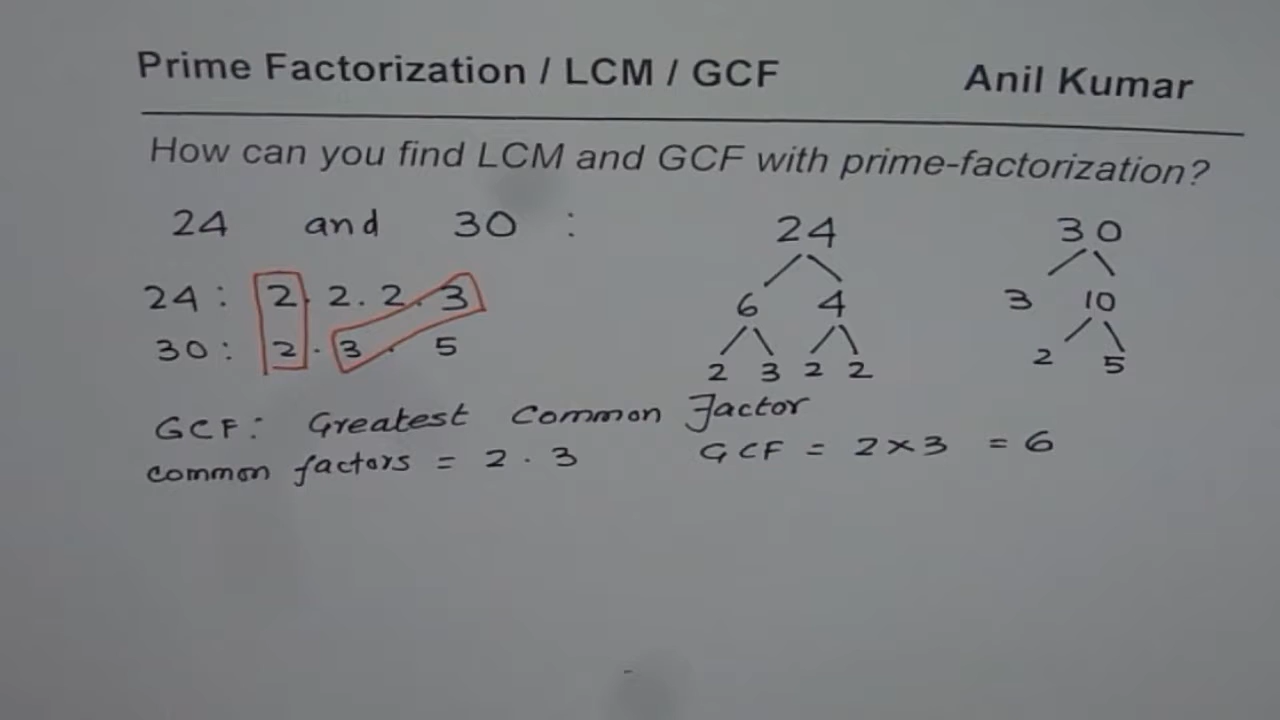 Prime Factorization / LCM / GCF Anil Kumar
How can you find LCM and GCF with prime-factorization?
24 and 30 :
24 : 2 . 2 . 2 . 3
30 : 2 . 3 . 5
24
6 4
2 3 2 2
30
3 10
2 5
GCF : Greatest Common Factor
common factors = 2 . 3
GCF = 2 × 3 = 6